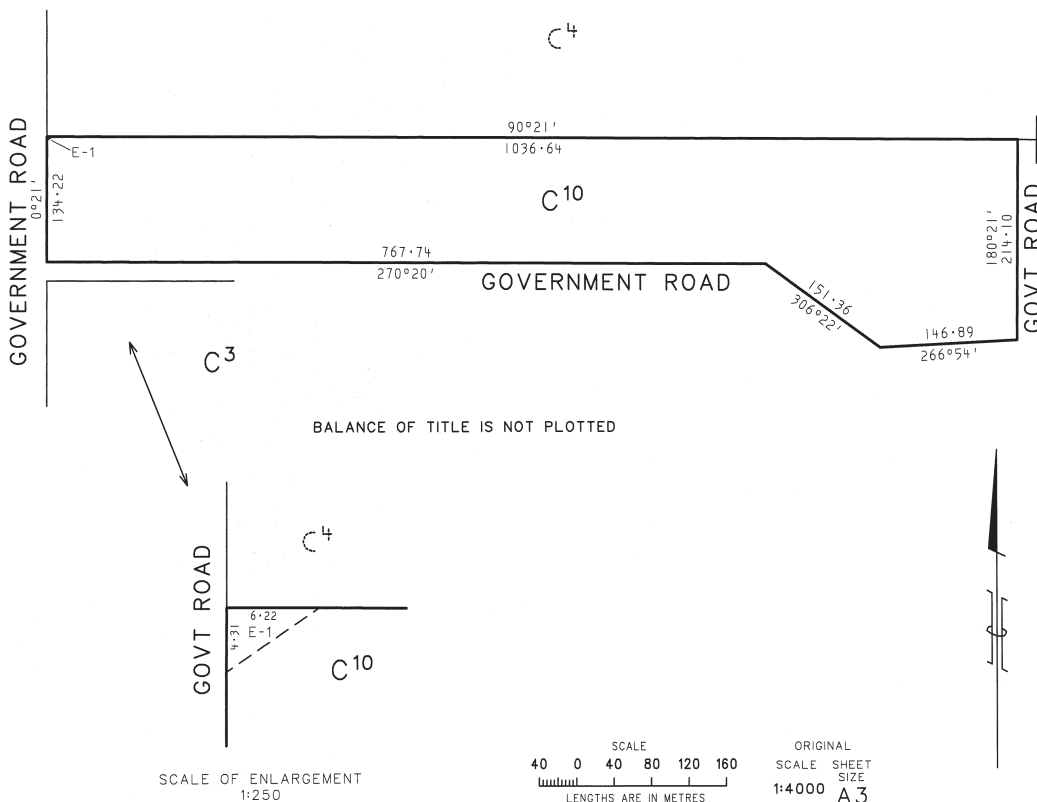 C4
90°21'
1036·64
E-1
GOVERNMENT ROAD
0°21'
134·22
C10
180°21'
214·10
GOVT ROAD
767·74
270°20'
GOVERNMENT ROAD
151·36
306°22'
146·89
266°54'
C3
BALANCE OF TITLE IS NOT PLOTTED
C4
GOVT ROAD
6·22
4·31
E-1
C10
SCALE OF ENLARGEMENT
1:250
SCALE
40 0 40 80 120 160
LENGTHS ARE IN METRES
ORIGINAL
SCALE SHEET
SIZE
1:4000 A3